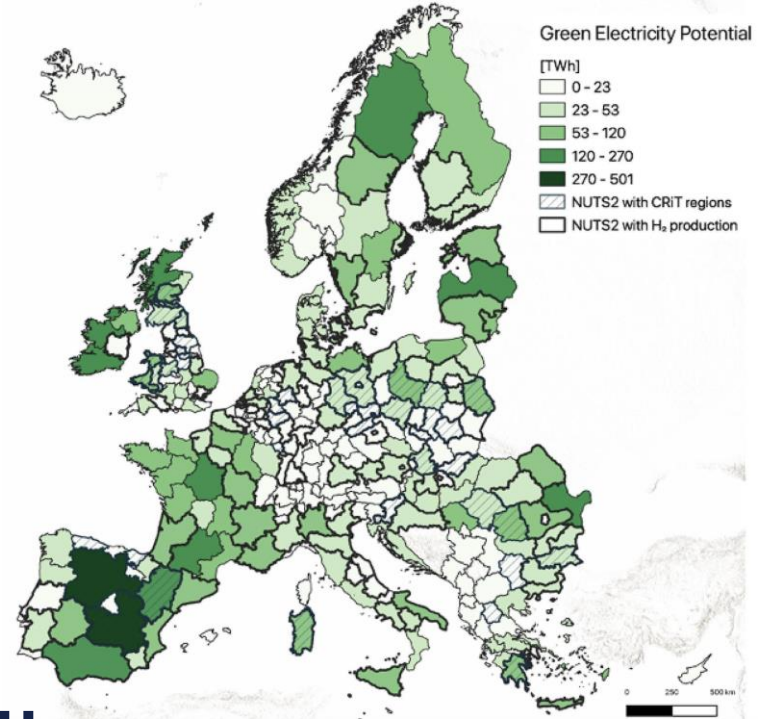 Green Electricity Potential
[TWh]
0 - 23
23 - 53
53 - 120
120 - 270
270 - 501
NUTS2 with CRiT regions
NUTS2 with H₂ production
0 250 500 km